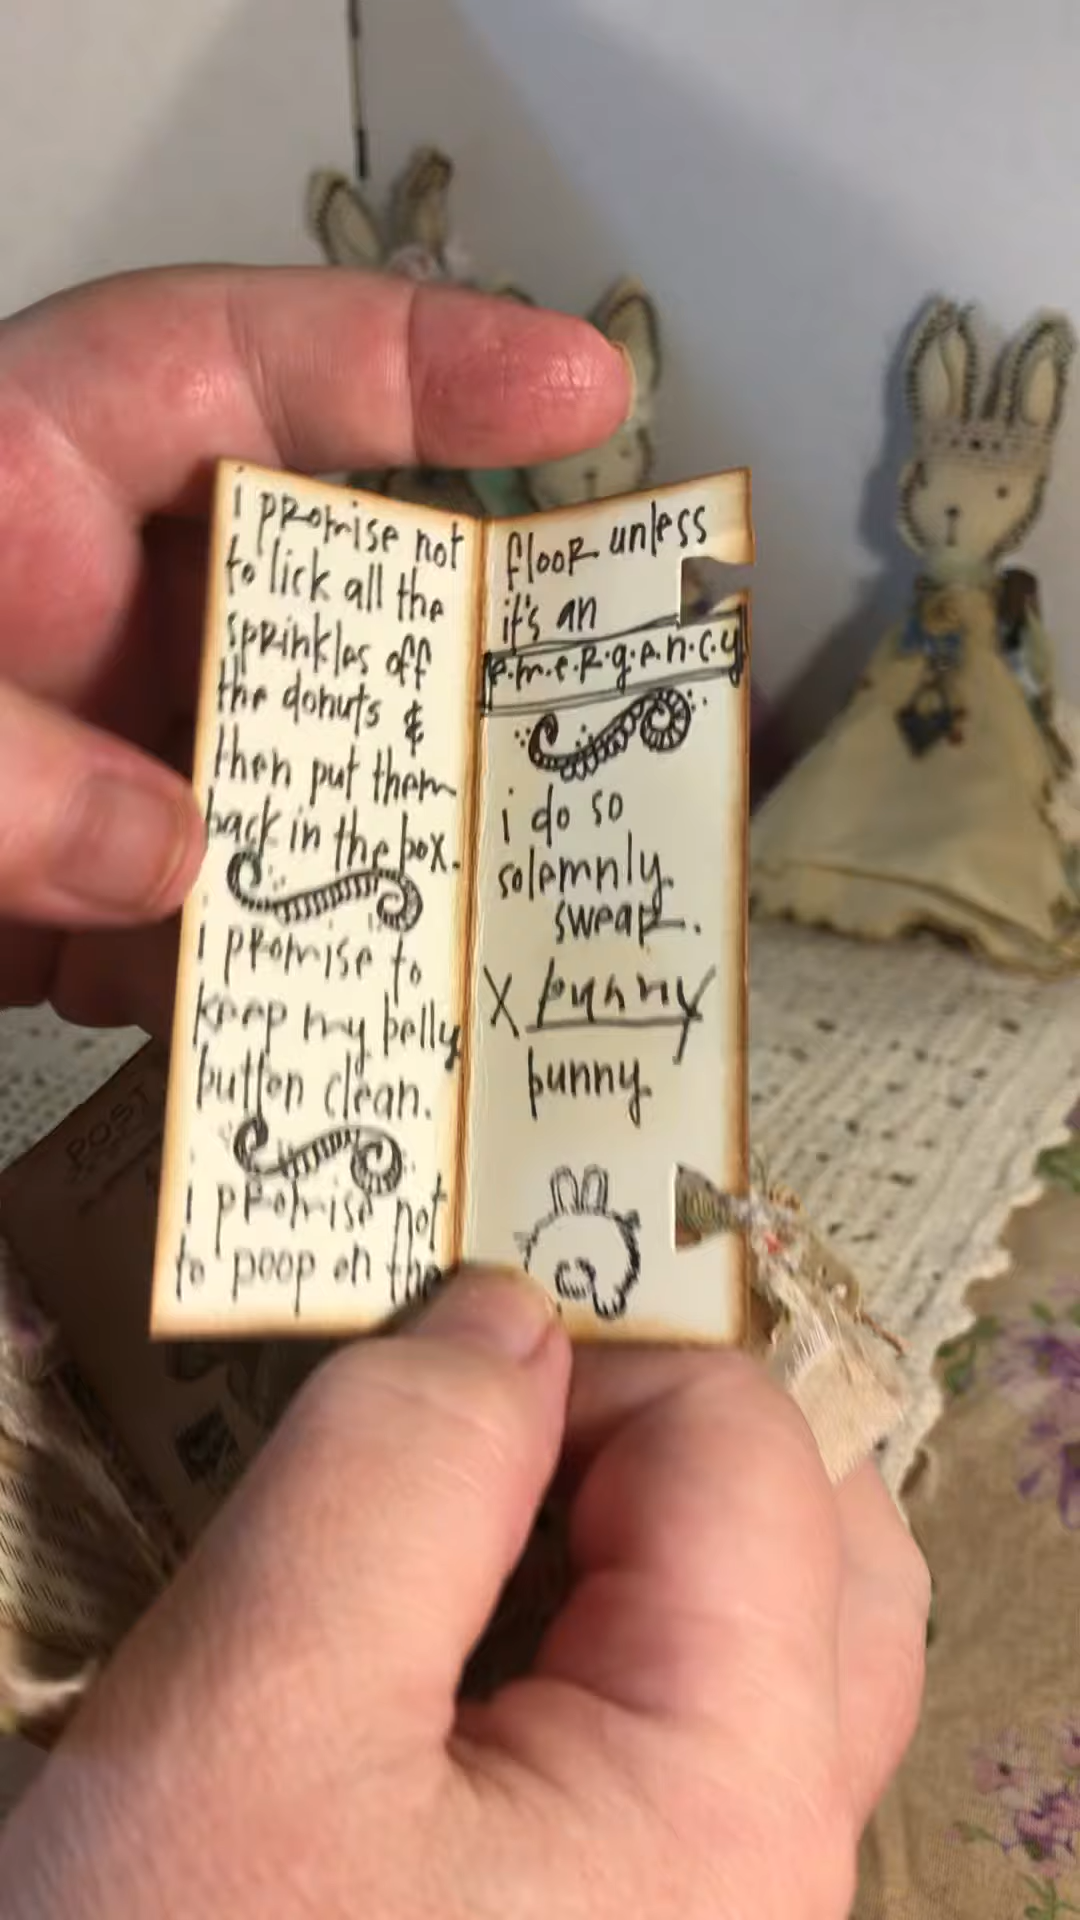 i promise not
to lick all the
sprinkles off
the donuts &
then put them
back in the box.
i promise to
keep my belly
button clean.
i promise not
to poop on the
floor unless
it's an
e.m.e.r.g.e.n.c.y
i do so
solemnly
swear.
X bunny
bunny
POST